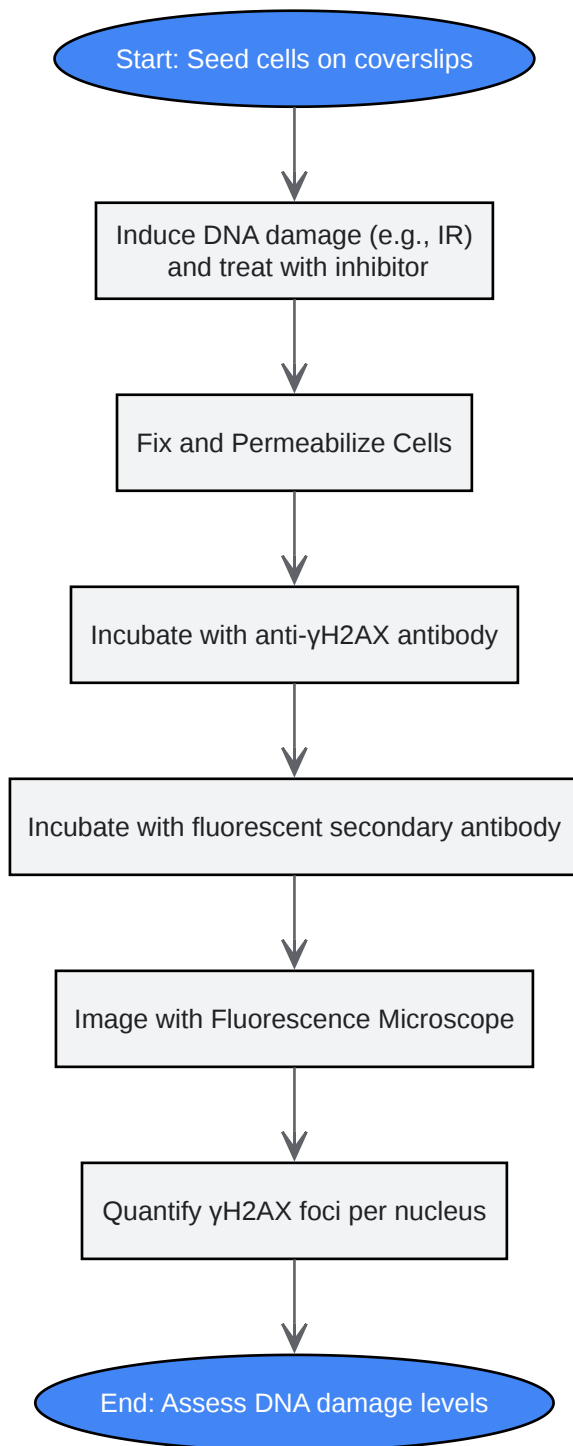 Start: Seed cells on coverslips
Induce DNA damage (e.g., IR)
and treat with inhibitor
Fix and Permeabilize Cells
Incubate with anti-γH2AX antibody
Incubate with fluorescent secondary antibody
Image with Fluorescence Microscope
Quantify γH2AX foci per nucleus
End: Assess DNA damage levels